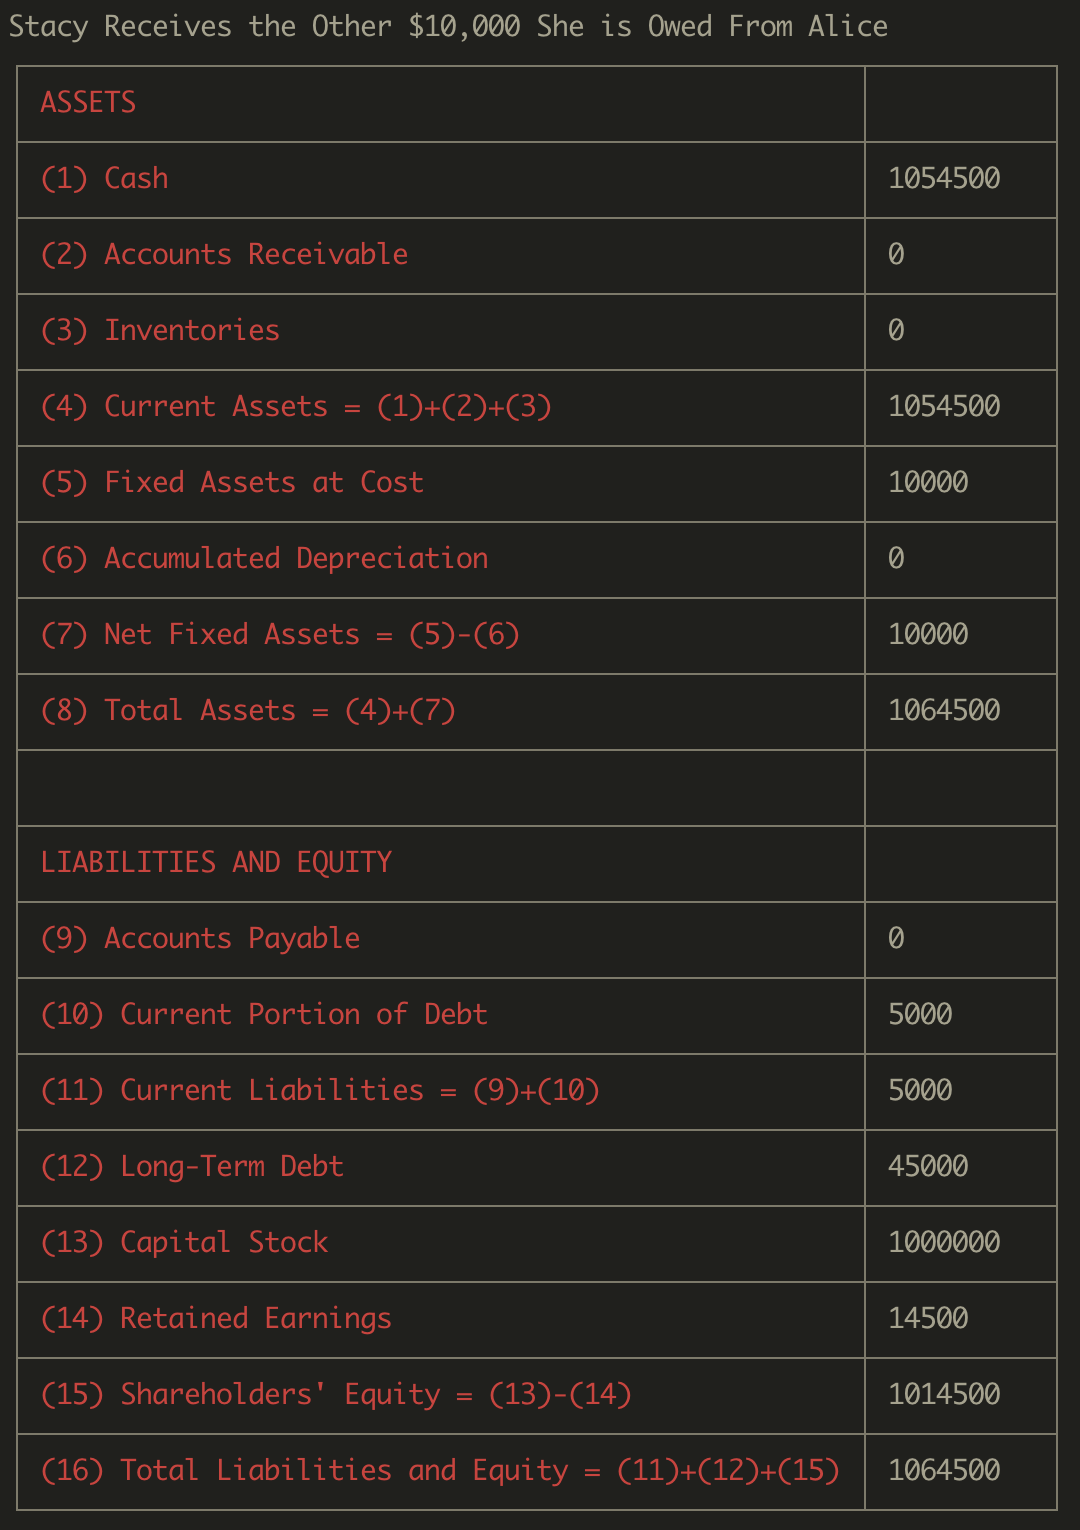 Stacy Receives the Other $10,000 She is Owed From Alice
ASSETS
(1) Cash 1054500
(2) Accounts Receivable 0
(3) Inventories 0
(4) Current Assets = (1)+(2)+(3) 1054500
(5) Fixed Assets at Cost 10000
(6) Accumulated Depreciation 0
(7) Net Fixed Assets = (5)-(6) 10000
(8) Total Assets = (4)+(7) 1064500
LIABILITIES AND EQUITY
(9) Accounts Payable 0
(10) Current Portion of Debt 5000
(11) Current Liabilities = (9)+(10) 5000
(12) Long-Term Debt 45000
(13) Capital Stock 1000000
(14) Retained Earnings 14500
(15) Shareholders' Equity = (13)-(14) 1014500
(16) Total Liabilities and Equity = (11)+(12)+(15) 1064500